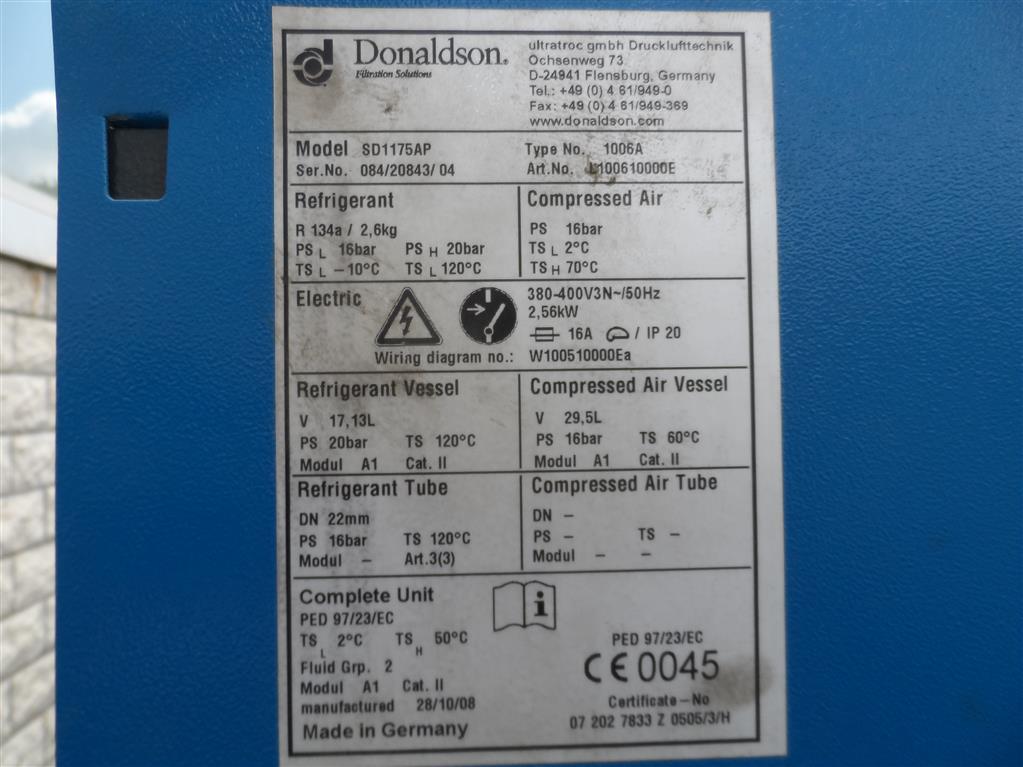 Donaldson®
Filtration Solutions
ultratroc gmbh Drucklufttechnik
Ochsenweg 73
D-24941 Flensburg, Germany
Tel.: +49 (0) 4 61/949-0
Fax: +49 (0) 4 61/949-369
www.donaldson.com
Model SD1175AP
Type No. 1006A
Ser.No. 084/20843/ 04
Art.No. L100610000E
Refrigerant
R 134a / 2,6kg
PS L 16bar PS H 20bar
TS L -10°C TS L 120°C
Compressed Air
PS 16bar
TS L 2°C
TS H 70°C
Electric
380-400V3N~/50Hz
2,56kW
16A / IP 20
Wiring diagram no.: W100510000Ea
Refrigerant Vessel
V 17,13L
PS 20bar TS 120°C
Modul A1 Cat. II
Compressed Air Vessel
V 29,5L
PS 16bar TS 60°C
Modul A1 Cat. II
Refrigerant Tube
DN 22mm
PS 16bar TS 120°C
Modul - Art.3(3)
Compressed Air Tube
DN -
PS - TS -
Modul - -
Complete Unit
PED 97/23/EC
TS L 2°C TS H 50°C
Fluid Grp. 2
Modul A1 Cat. II
manufactured 28/10/08
Made in Germany
i
PED 97/23/EC
CE 0045
Certificate-No
07 202 7833 Z 0505/3/H